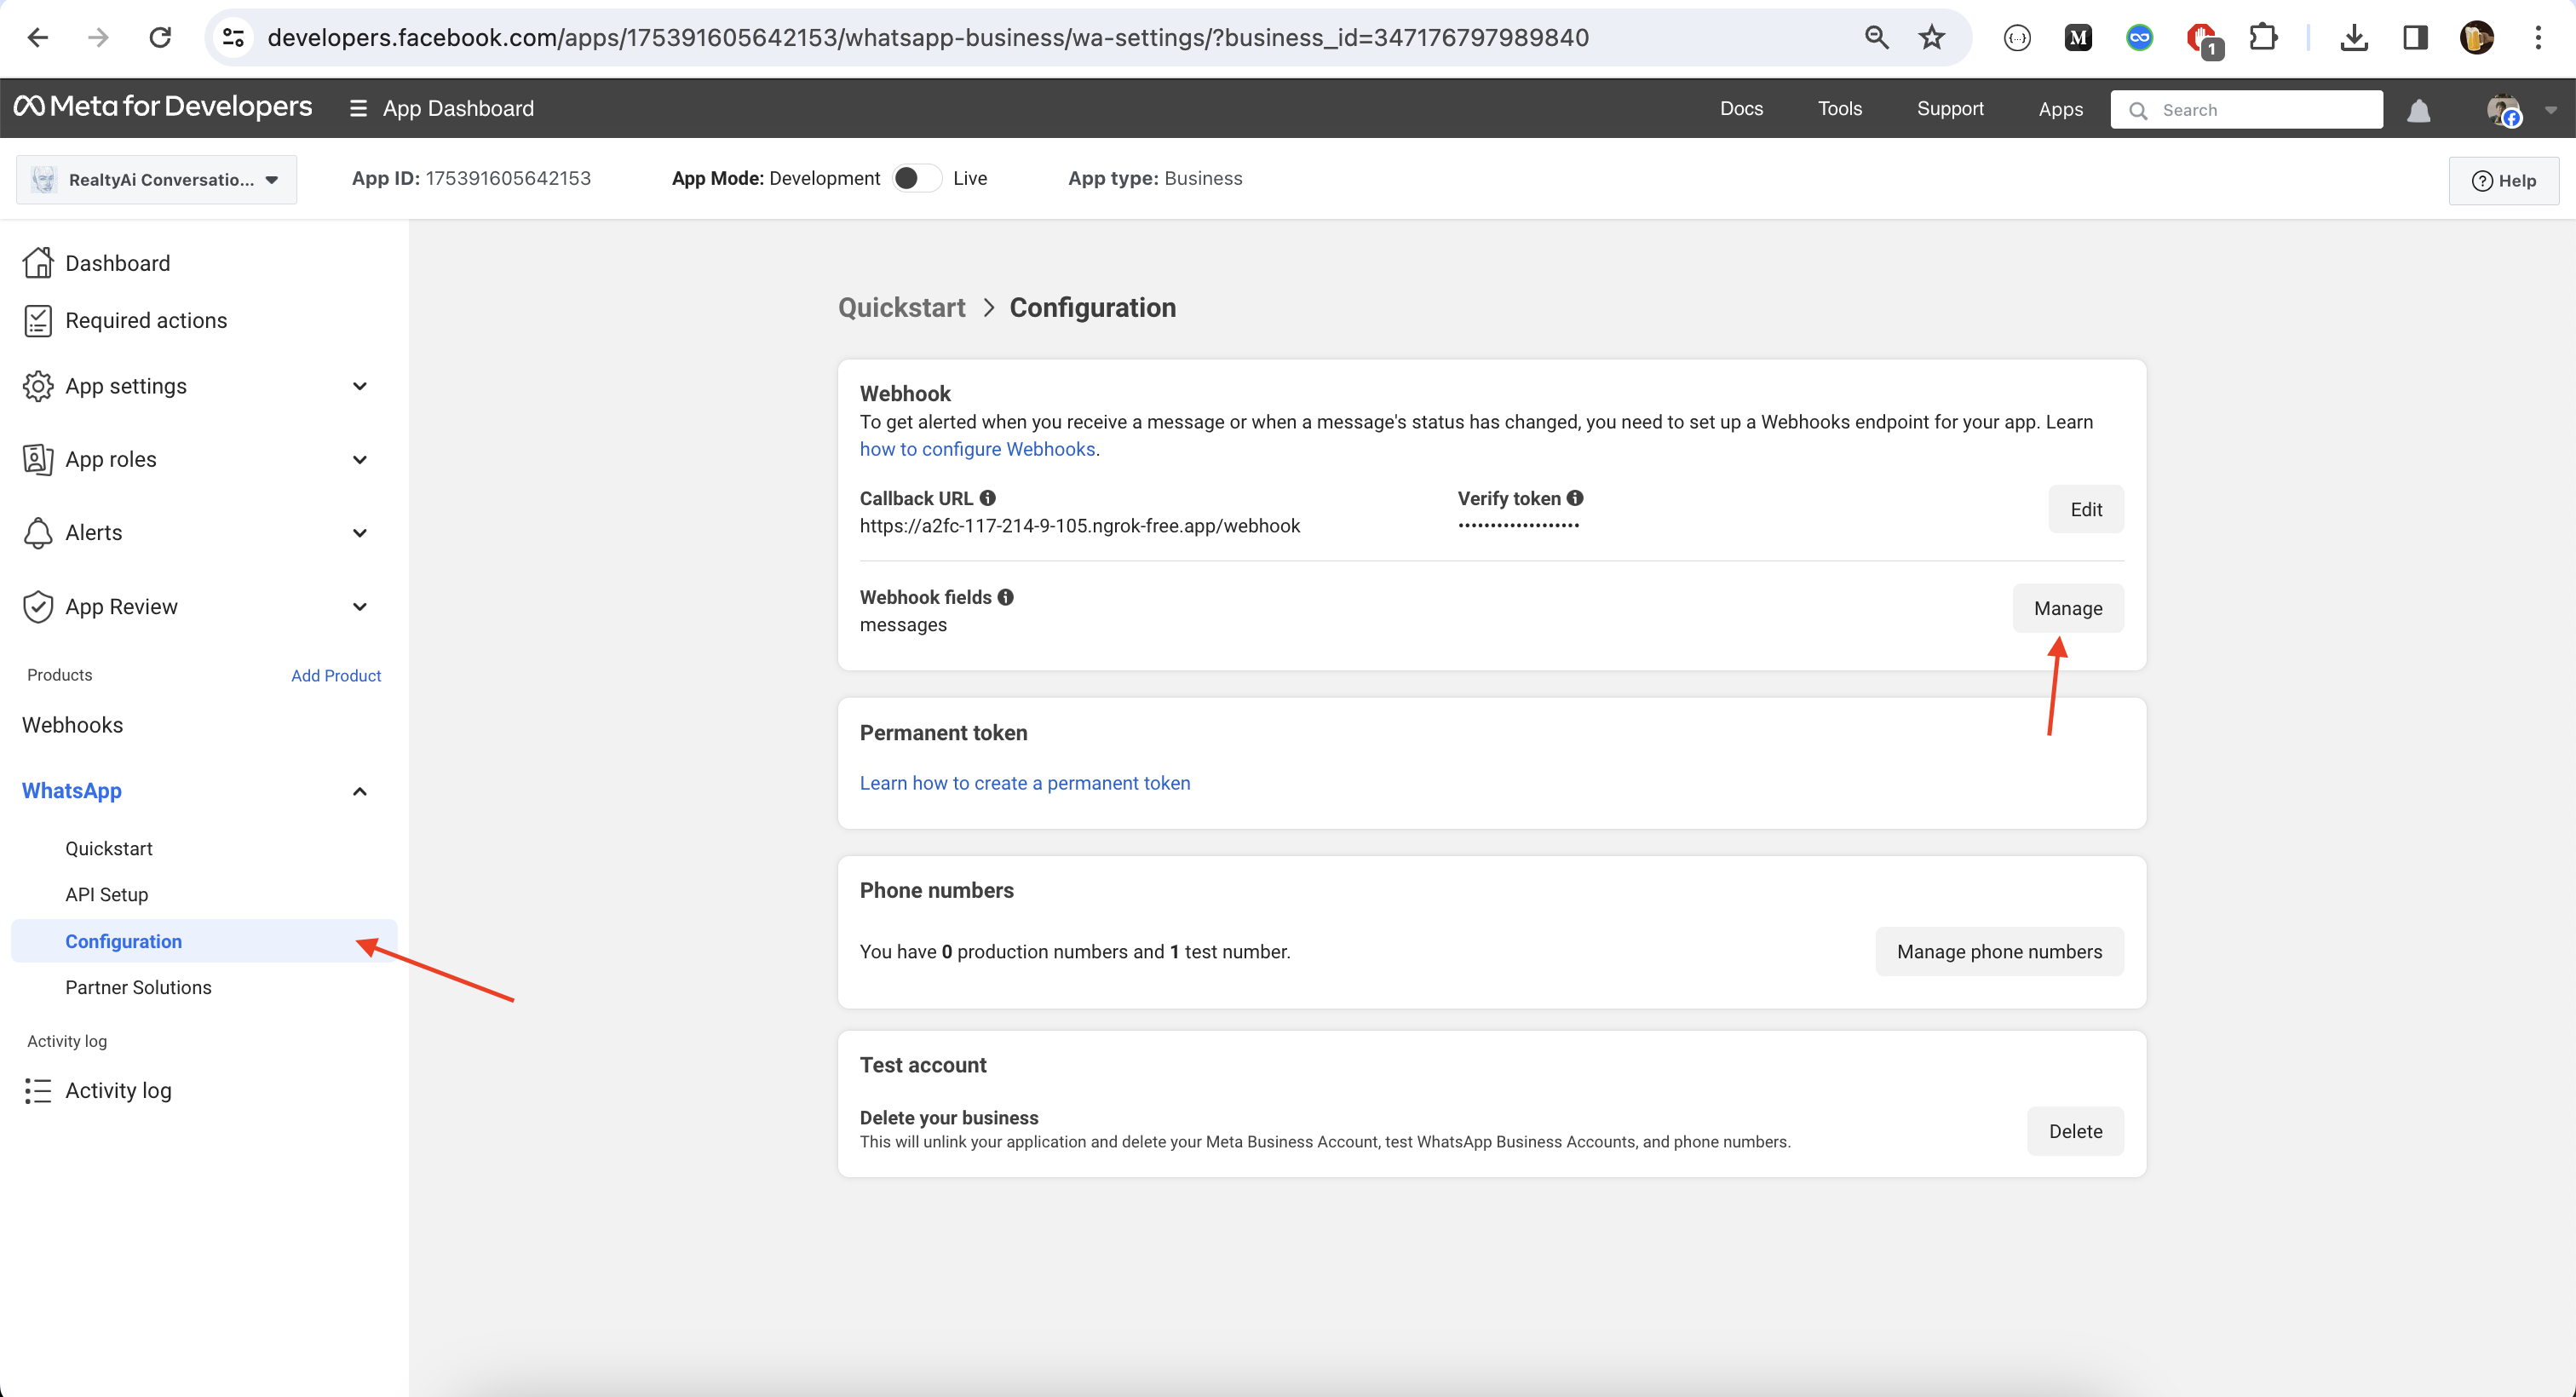 developers.facebook.com/apps/175391605642153/whatsapp-business/wa-settings/?business_id=347176797989840
M
1
Meta for Developers
App Dashboard
Docs
Tools
Support
Apps
Search
RealtyAi Conversatio...
App ID: 175391605642153
App Mode: Development
Live
App type: Business
? Help
Dashboard
Required actions
App settings
App roles
Alerts
App Review
Products
Add Product
Webhooks
WhatsApp
Quickstart
API Setup
Configuration
Partner Solutions
Activity log
Activity log
Quickstart > Configuration
Webhook
To get alerted when you receive a message or when a message's status has changed, you need to set up a Webhooks endpoint for your app. Learn
how to configure Webhooks.
Callback URL
https://a2fc-117-214-9-105.ngrok-free.app/webhook
Verify token
•••••••••••••••••••
Edit
Webhook fields
messages
Manage
Permanent token
Learn how to create a permanent token
Phone numbers
You have 0 production numbers and 1 test number.
Manage phone numbers
Test account
Delete your business
This will unlink your application and delete your Meta Business Account, test WhatsApp Business Accounts, and phone numbers.
Delete